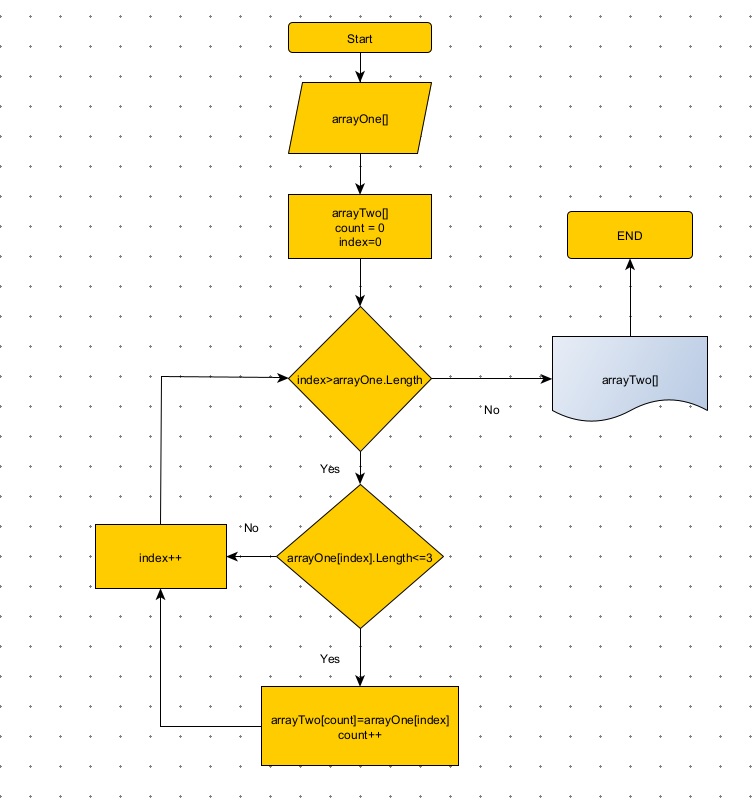 Start
arrayOne[]
arrayTwo[]
count = 0
index=0
END
index>arrayOne.Length
arrayTwo[]
No
Yes
No
index++
arrayOne[index].Length<=3
Yes
arrayTwo[count]=arrayOne[index]
count++